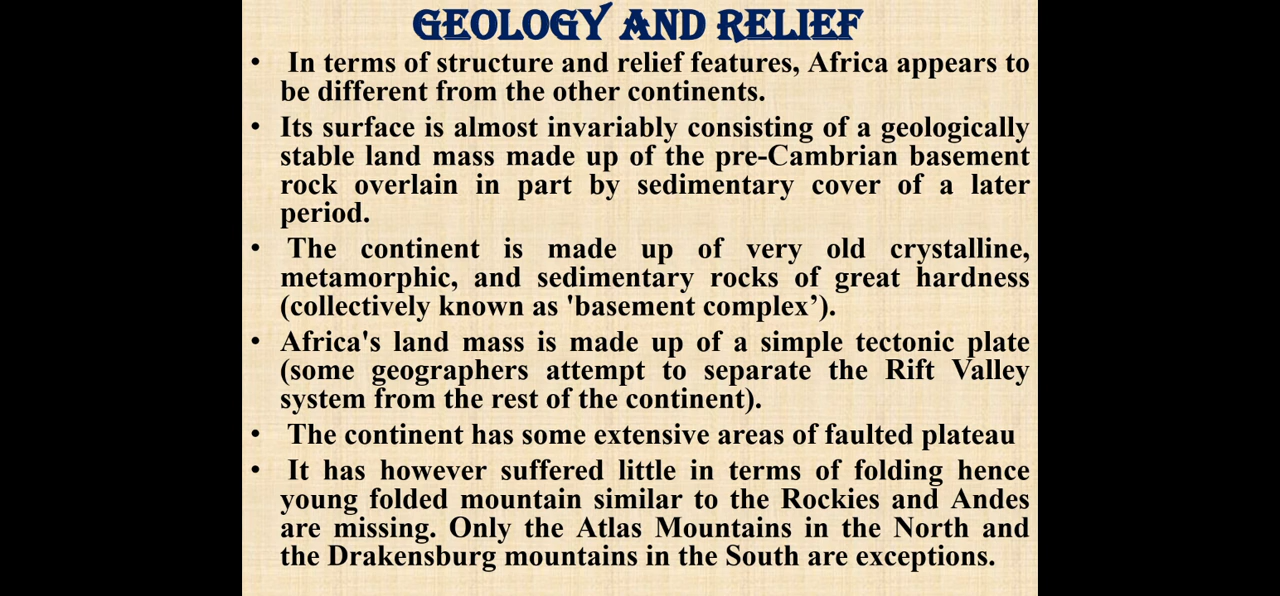 GEOLOGY AND RELIEF
• In terms of structure and relief features, Africa appears to
be different from the other continents.
• Its surface is almost invariably consisting of a geologically
stable land mass made up of the pre-Cambrian basement
rock overlain in part by sedimentary cover of a later
period.
• The continent is made up of very old crystalline,
metamorphic, and sedimentary rocks of great hardness
(collectively known as 'basement complex’).
• Africa's land mass is made up of a simple tectonic plate
(some geographers attempt to separate the Rift Valley
system from the rest of the continent).
• The continent has some extensive areas of faulted plateau
• It has however suffered little in terms of folding hence
young folded mountain similar to the Rockies and Andes
are missing. Only the Atlas Mountains in the North and
the Drakensburg mountains in the South are exceptions.